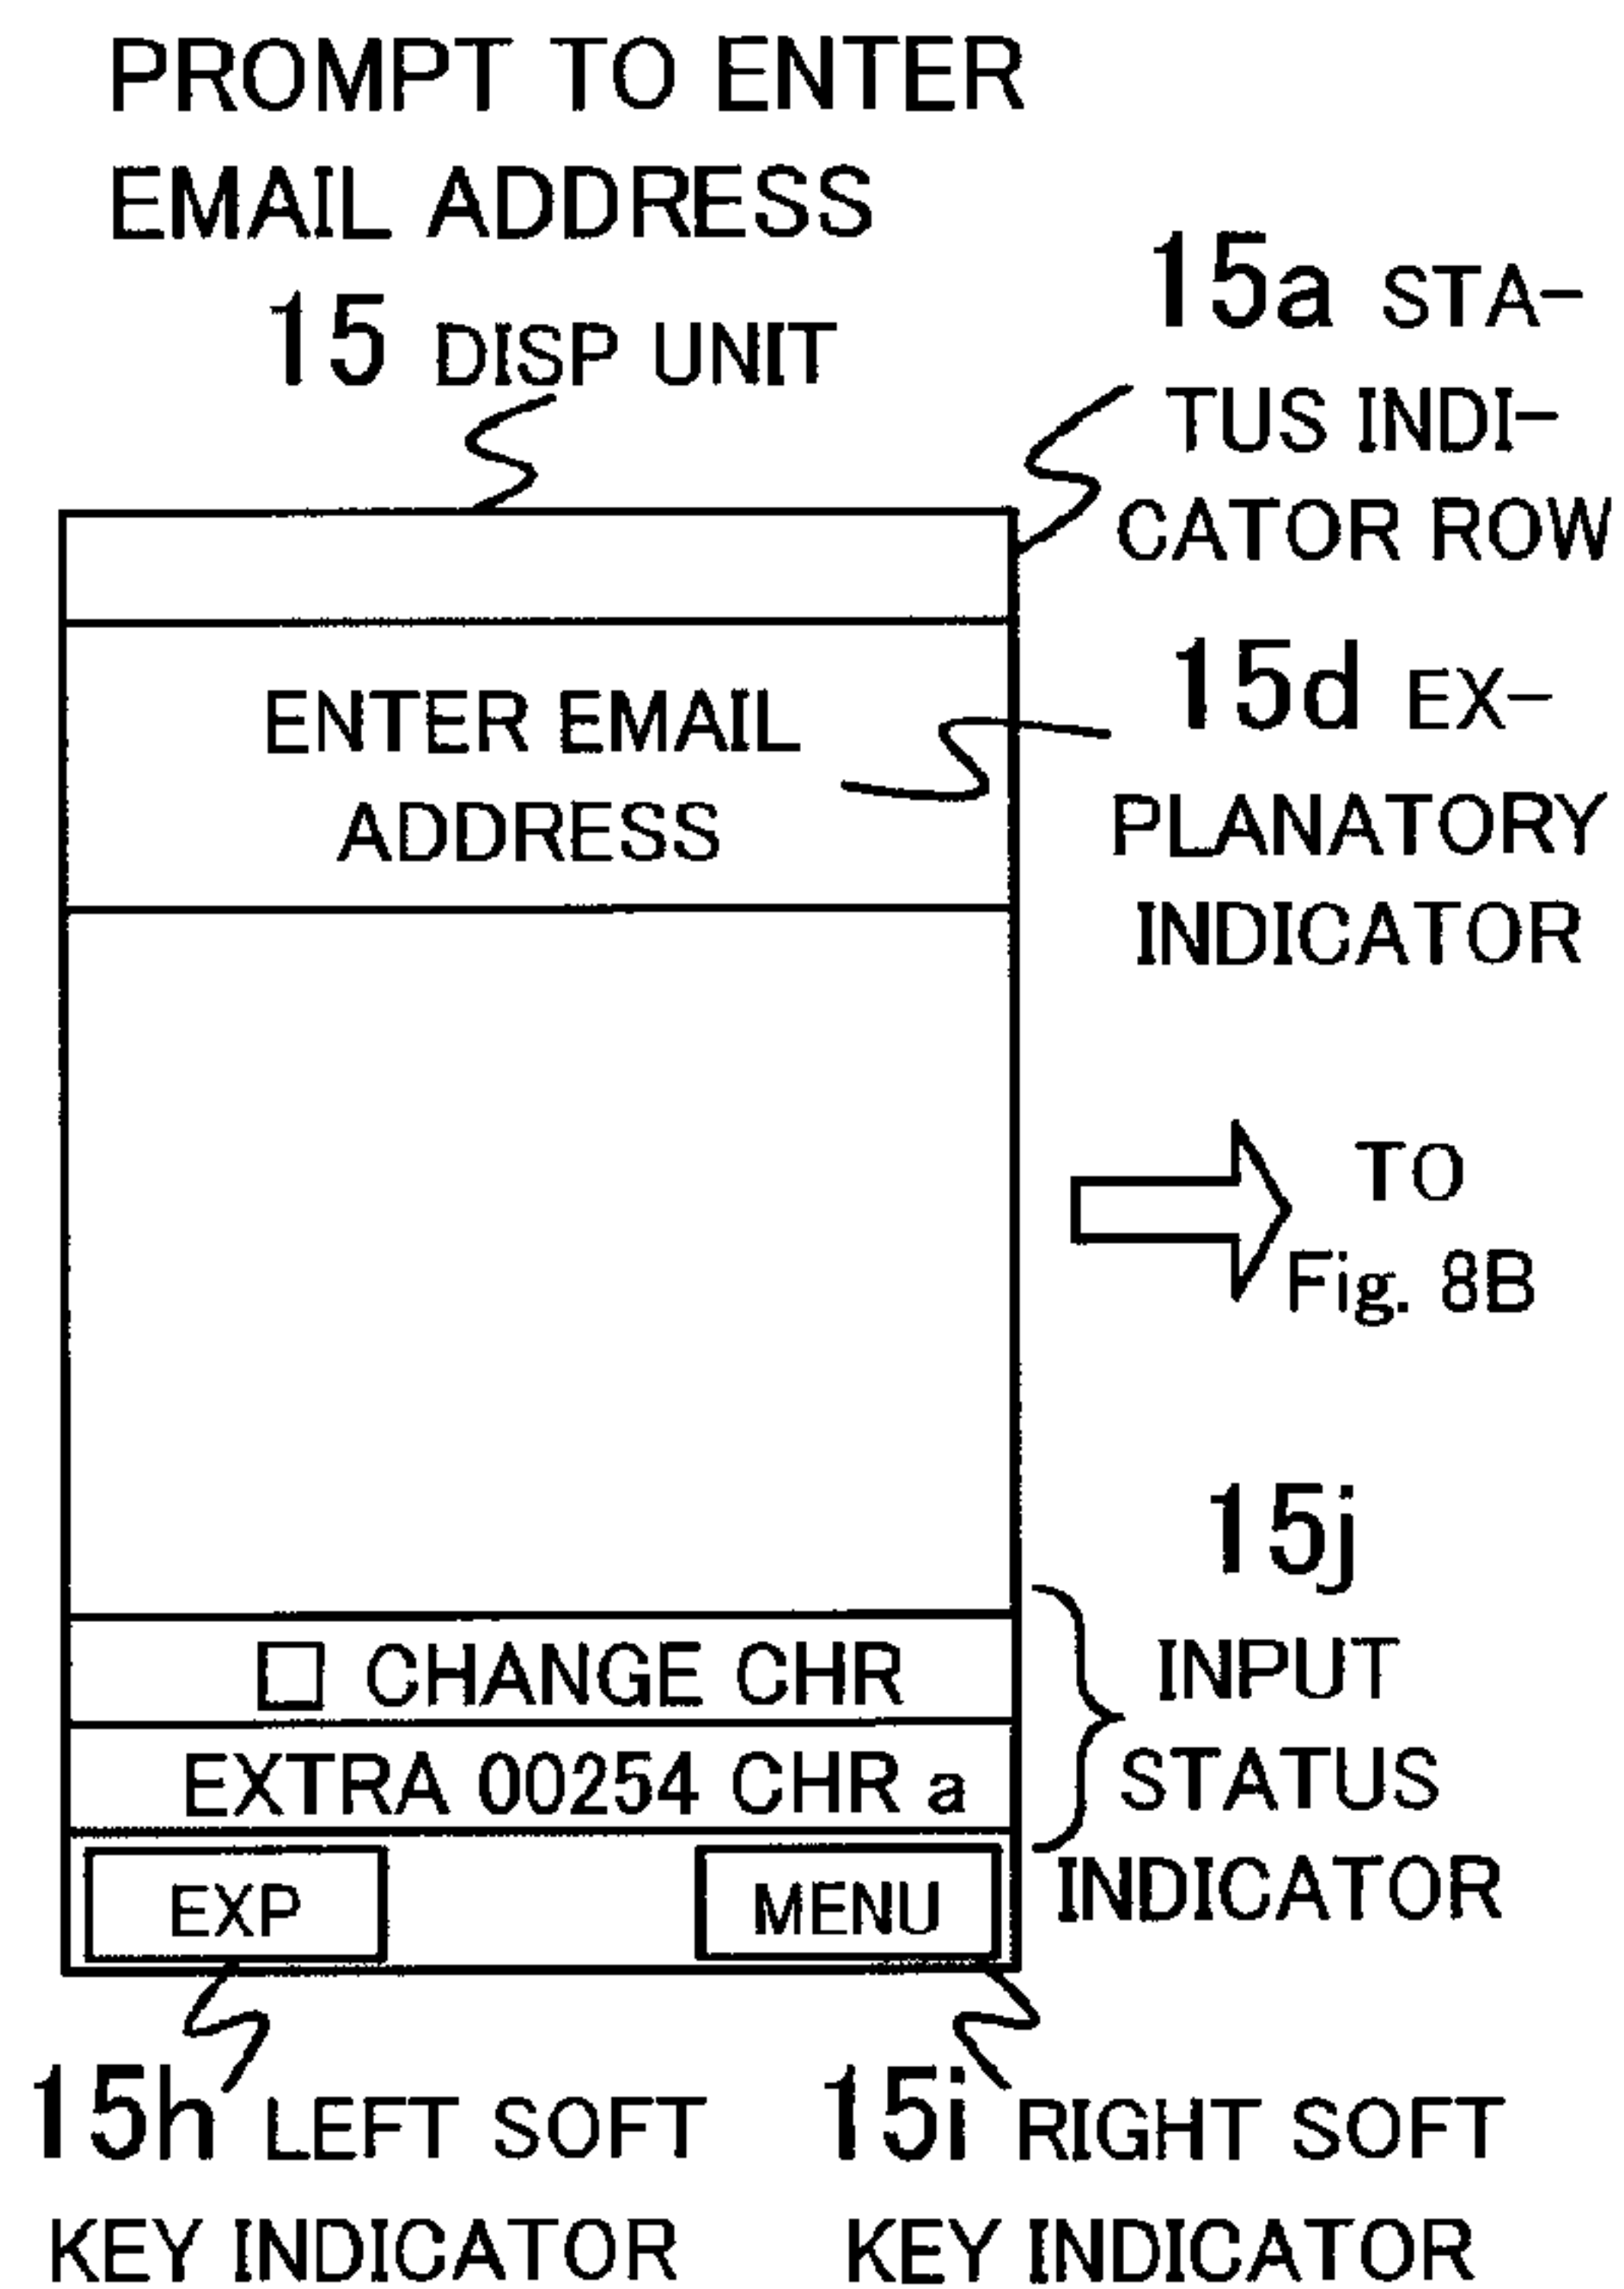 PROMPT TO ENTER
EMAIL ADDRESS
15 DISP UNIT
15a STA-
TUS INDI-
CATOR ROW
ENTER EMAIL
ADDRESS
15d EX-
PLANATORY
INDICATOR
TO
Fig. 8B
15j
INPUT
STATUS
INDICATOR
□ CHANGE CHR
EXTRA 00254 CHR a
EXP
MENU
15h LEFT SOFT
KEY INDICATOR
15i RIGHT SOFT
KEY INDICATOR